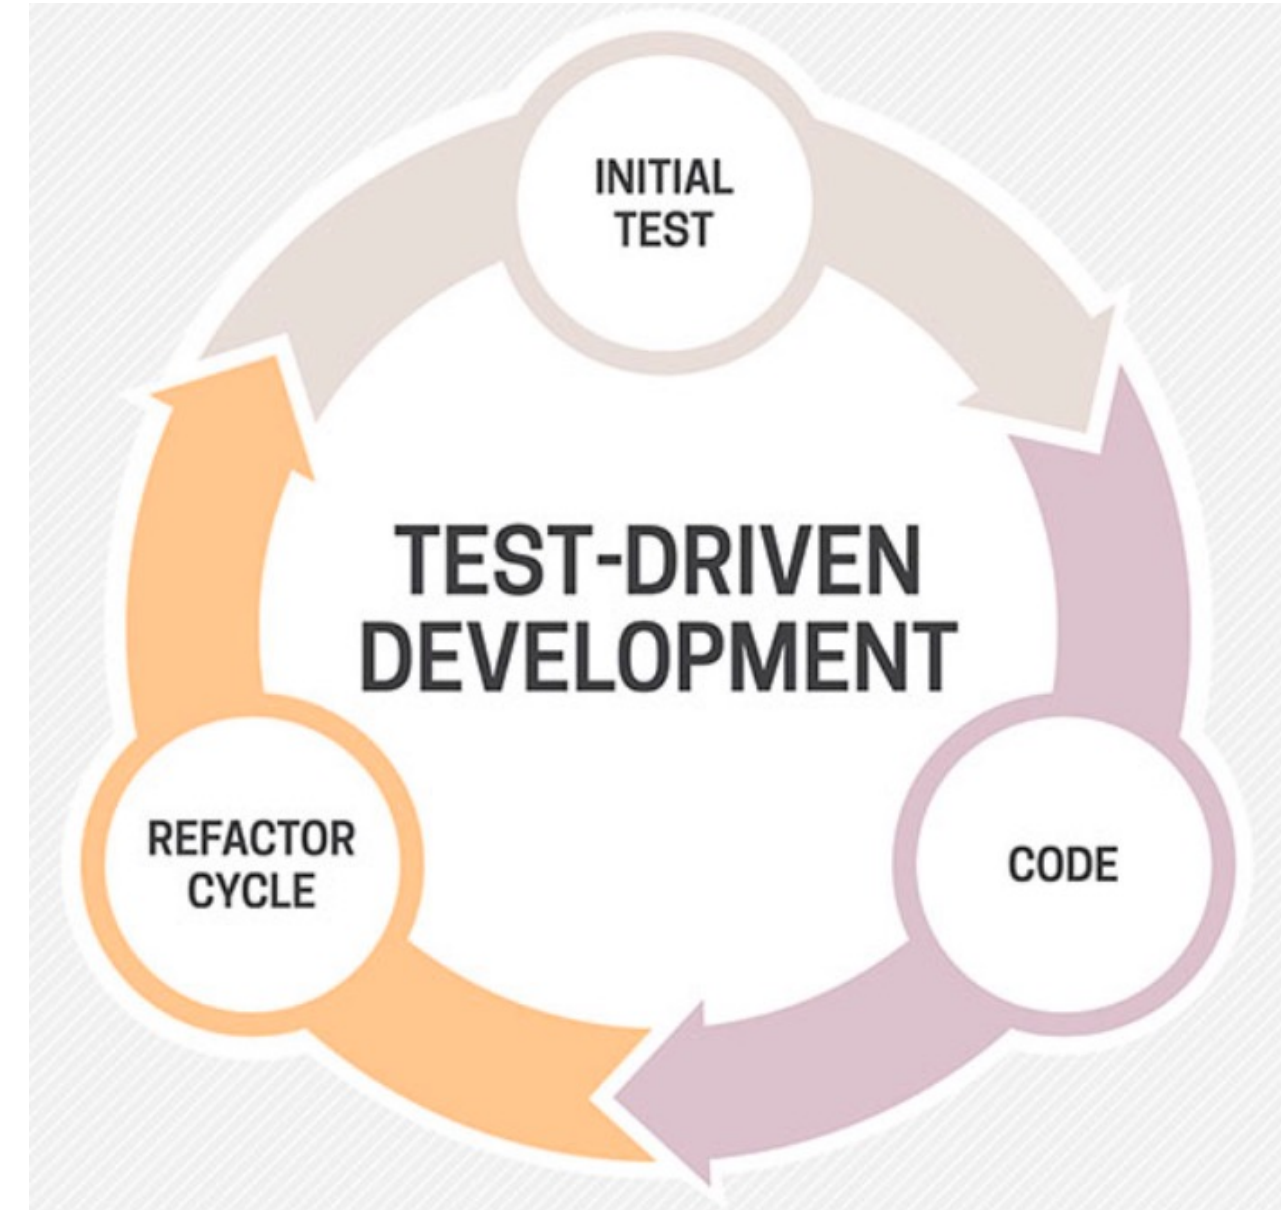 INITIAL
TEST
TEST-DRIVEN
DEVELOPMENT
REFACTOR
CYCLE
CODE